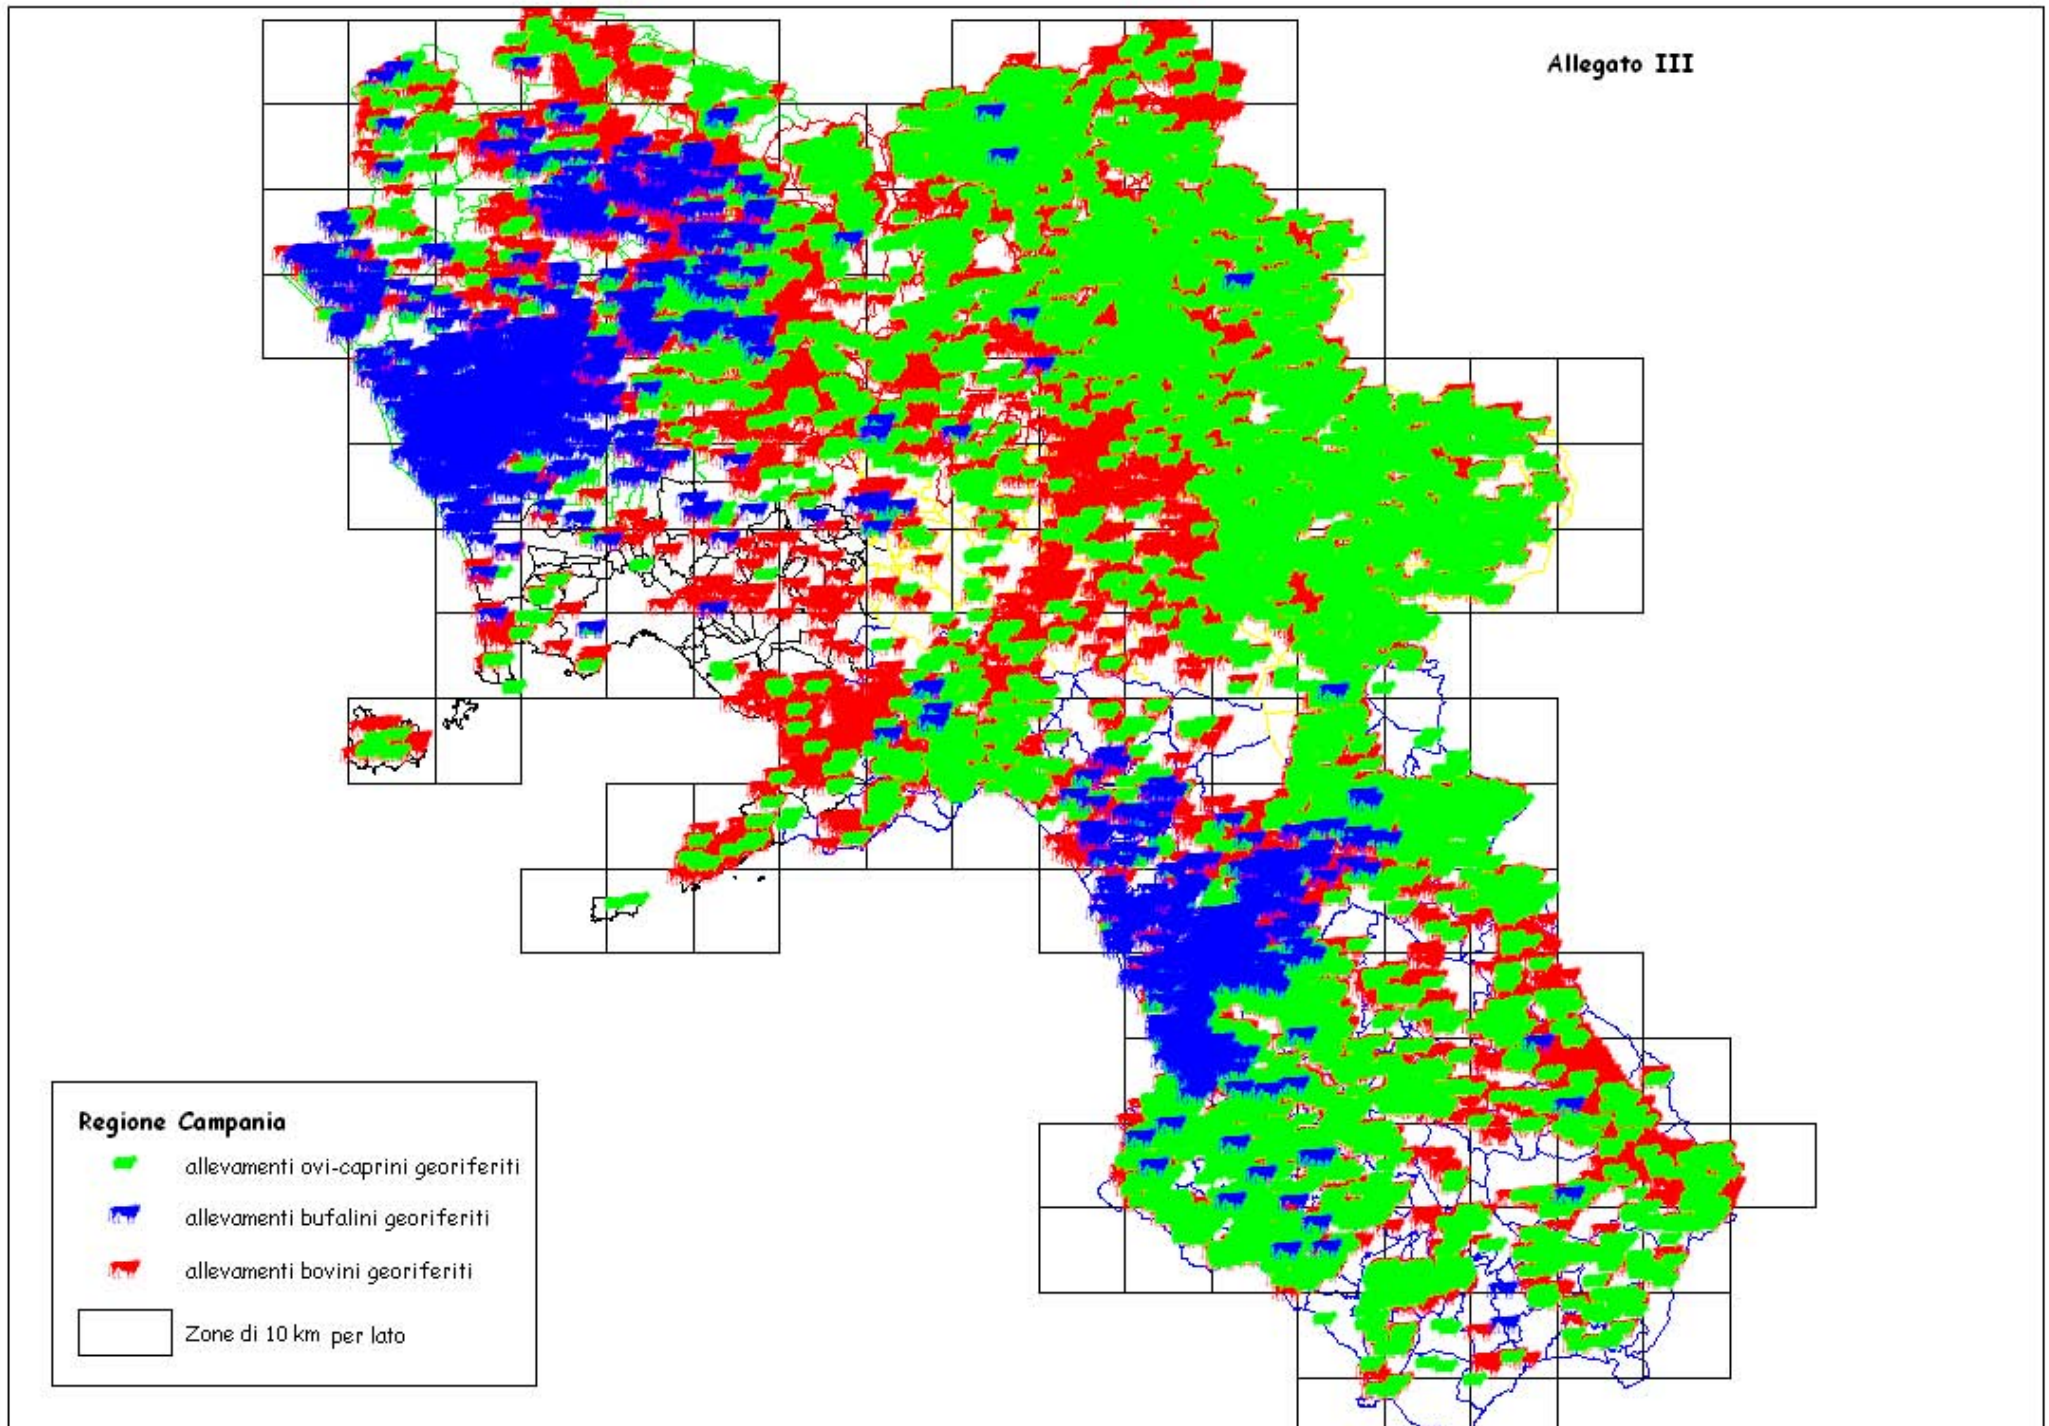 Allegato III
Regione Campania
allevamenti ovi-caprini georiferiti
allevamenti bufalini georiferiti
allevamenti bovini georiferiti
Zone di 10 km per lato